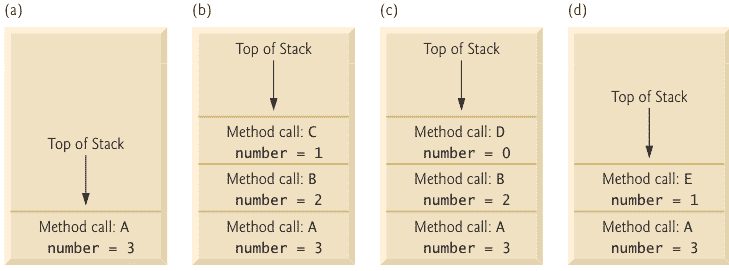 (a)
Top of Stack
Method call: A
number = 3
(b)
Top of Stack
Method call: C
number = 1
Method call: B
number = 2
Method call: A
number = 3
(c)
Top of Stack
Method call: D
number = 0
Method call: B
number = 2
Method call: A
number = 3
(d)
Top of Stack
Method call: E
number = 1
Method call: A
number = 3